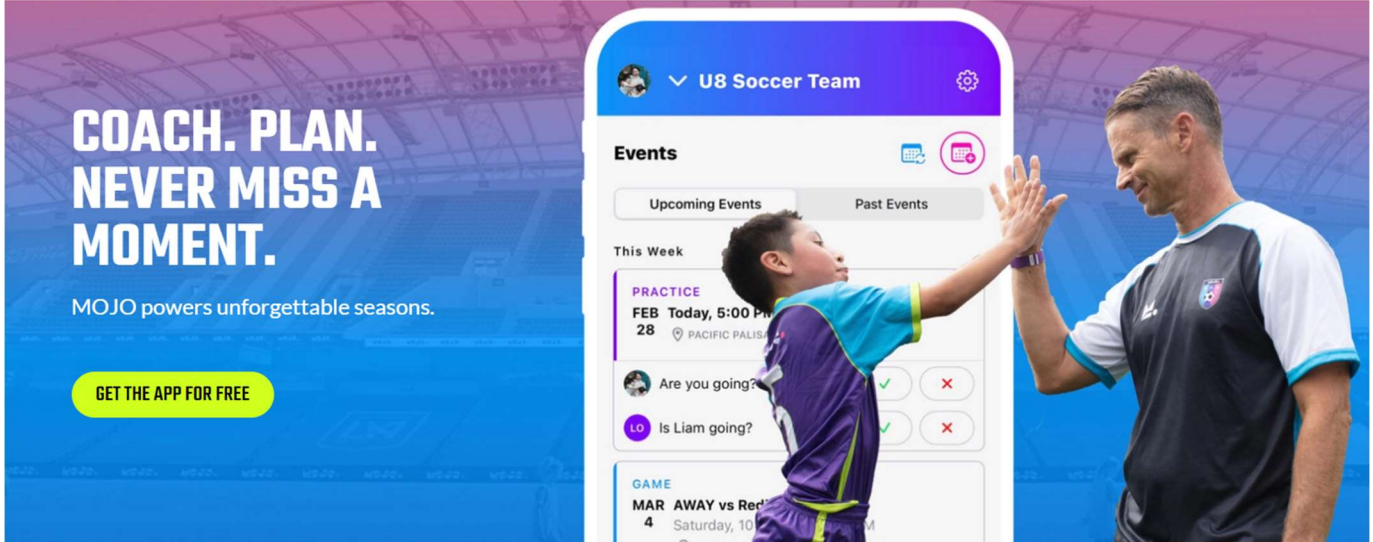 COACH. PLAN.
NEVER MISS A
MOMENT.
MOJO powers unforgettable seasons.
GET THE APP FOR FREE
U8 Soccer Team
Events
Upcoming Events
Past Events
This Week
PRACTICE
FEB Today, 5:00
28 PACIFIC
Are you going?
LO Is Liam going?
GAME
MAR AWAY vs
4 Saturday, 10